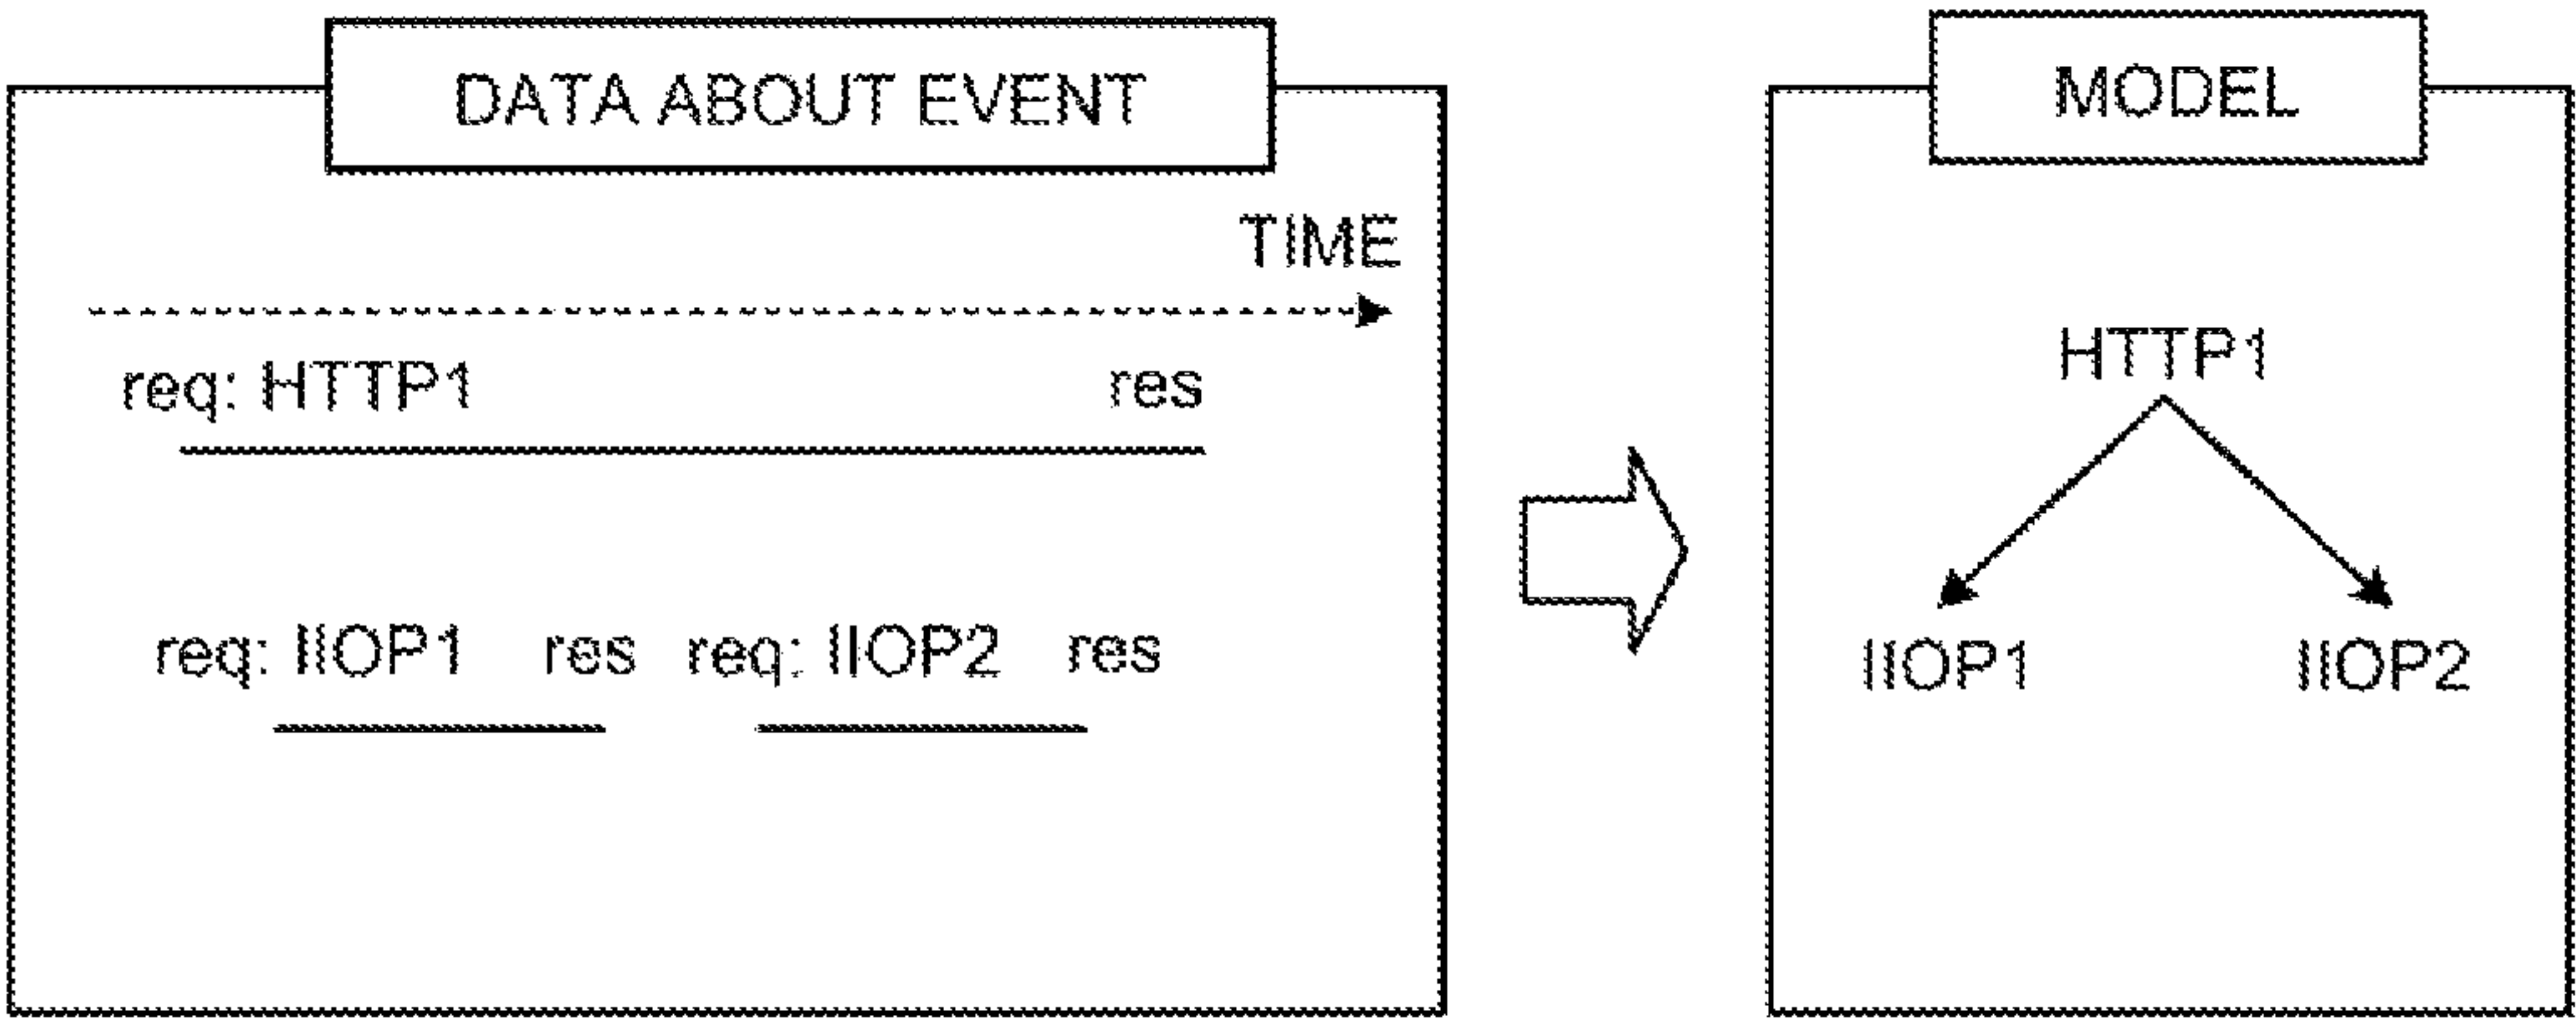 DATA ABOUT EVENT
TIME
req: HTTP1 res
req: IIOP1 res req: IIOP2 res
MODEL
HTTP1
IIOP1 IIOP2